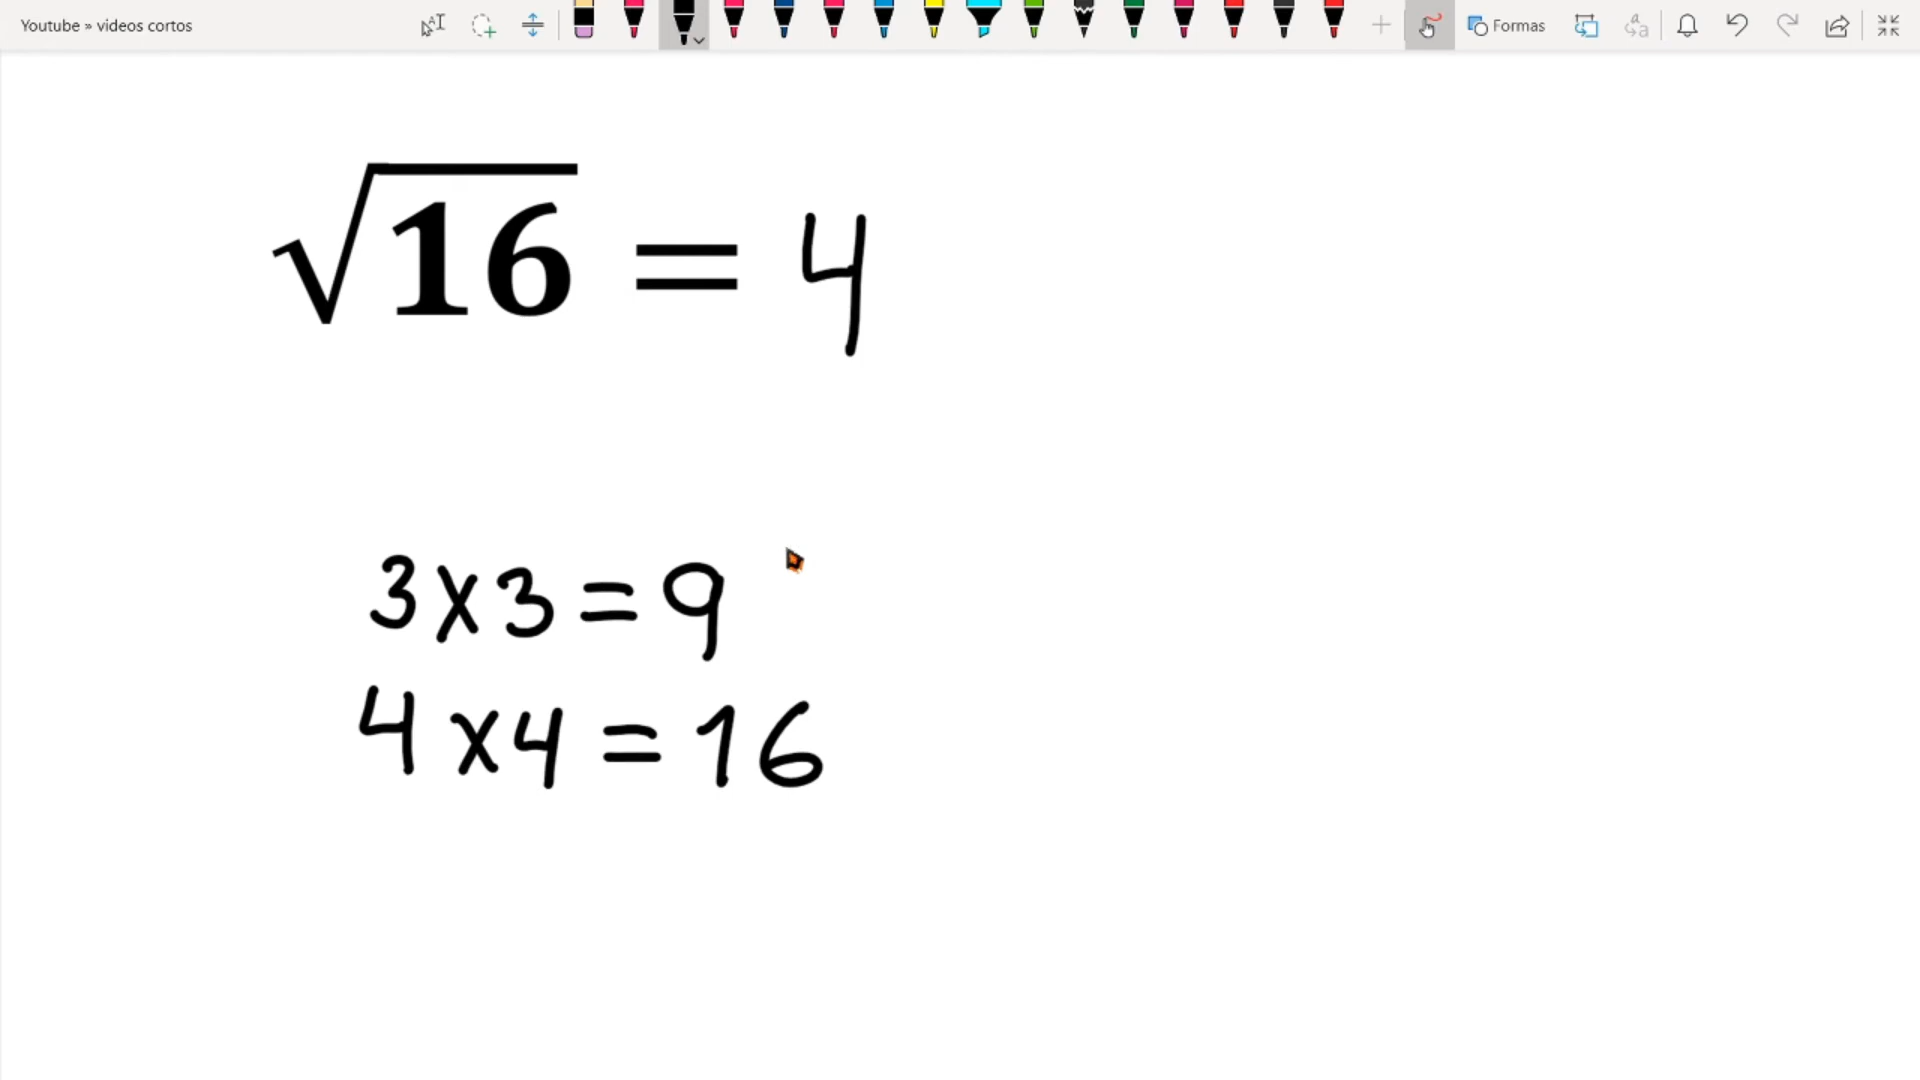 Youtube » videos cortos
Formas
√16 = 4
3x3=9
4x4=16